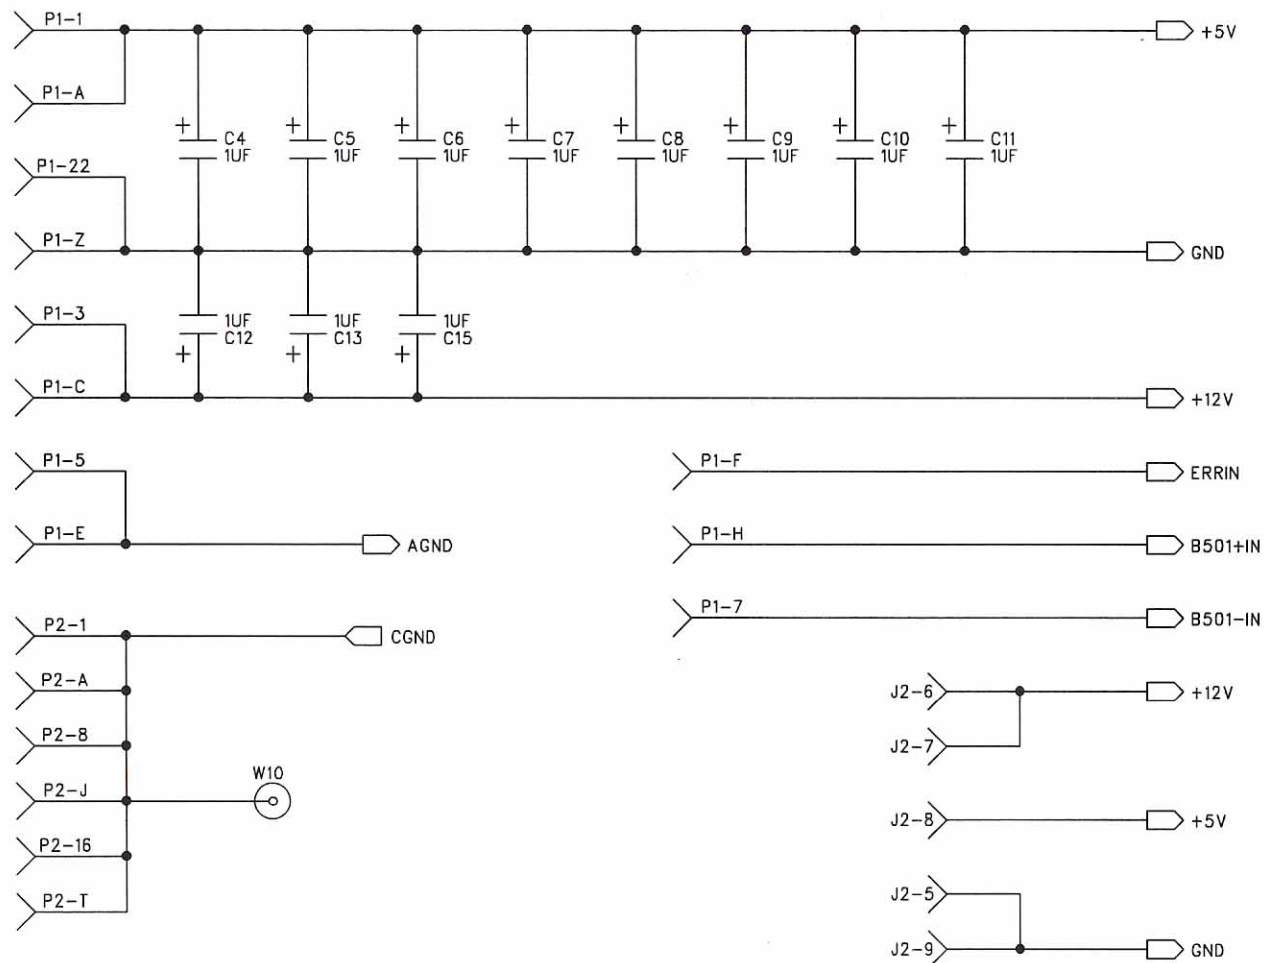 P1-1
+5V
P1-A
+ C4 1UF
+ C5 1UF
+ C6 1UF
+ C7 1UF
+ C8 1UF
+ C9 1UF
+ C10 1UF
+ C11 1UF
P1-22
P1-Z
GND
P1-3
1UF C12 +
1UF C13 +
1UF C15 +
P1-C
+12V
P1-5
P1-E
AGND
P1-F
ERRIN
P1-H
B501+IN
P1-7
B501-IN
P2-1
CGND
P2-A
P2-8
P2-J
W10
P2-16
P2-T
J2-6
+12V
J2-7
J2-8
+5V
J2-5
J2-9
GND